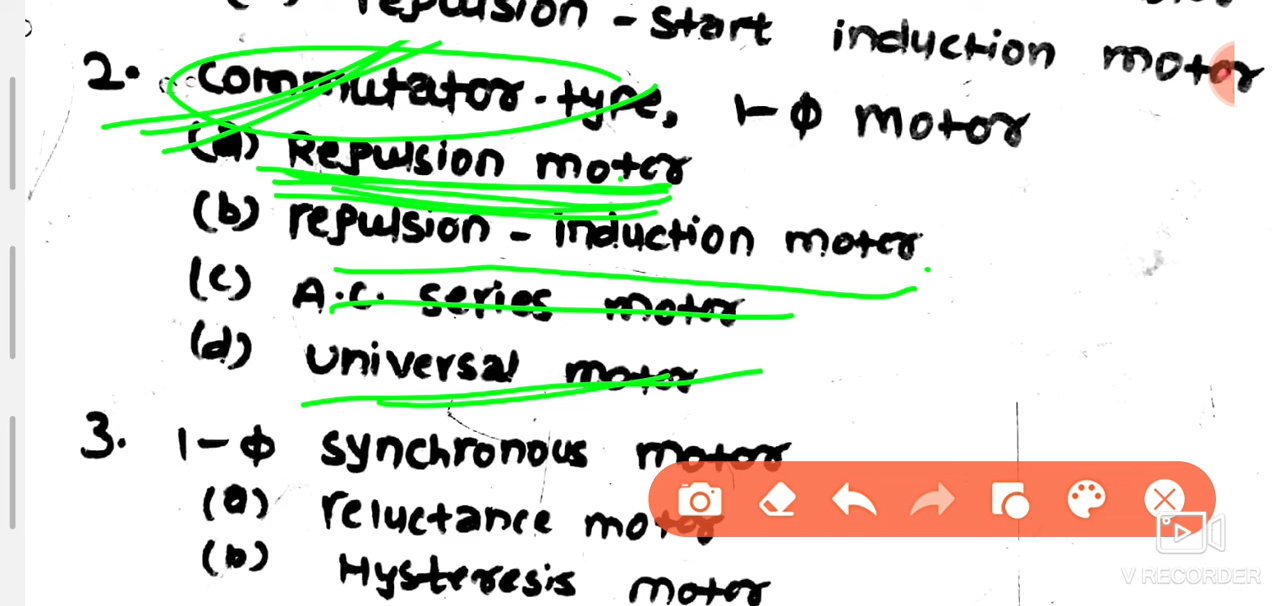 repulsion - start induction motor
2. Commutator-type, 1-ϕ motor
(a) Repulsion motor
(b) repulsion - induction motor
(c) A.C. series motor
(d) universal motor
3. 1-ϕ synchronous motor
(a) reluctance motor
(b) Hysteresis motor
V RECORDER